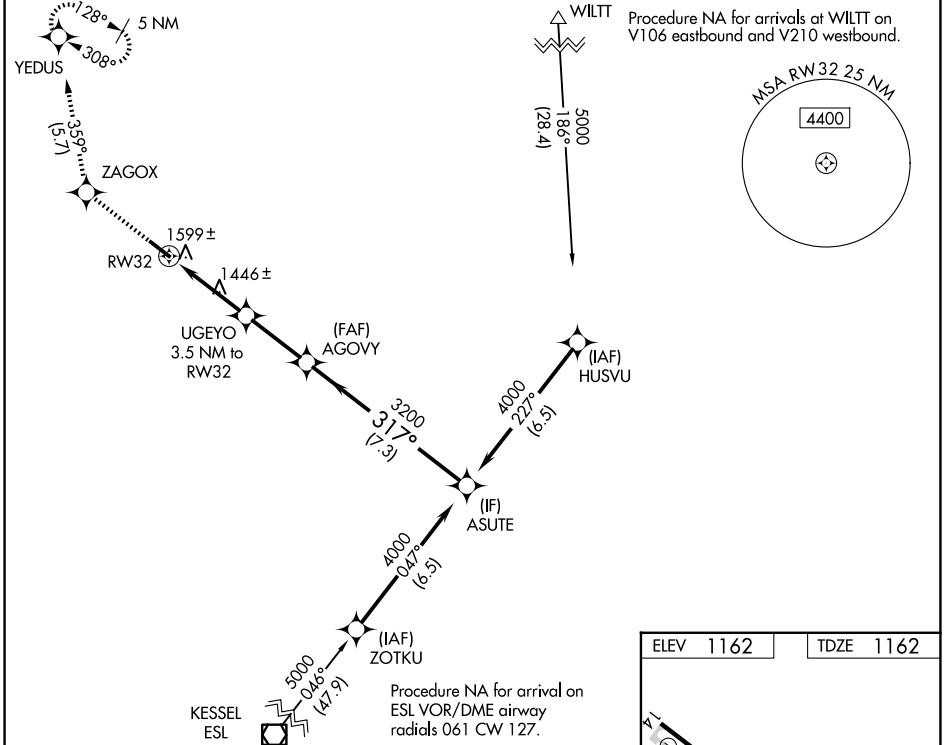 128°
5 NM
308°
YEDUS
359°
(5.7)
ZAGOX
1599±
RW32
1446±
UGEYO
3.5 NM to
RW32
(FAF)
AGOVY
3200
317°
(7.3)
WILTT
5000
186°
(28.4)
Procedure NA for arrivals at WILTT on
V106 eastbound and V210 westbound.
MSA RW32 25 NM
4400
(IAF)
HUSVU
4000
227°
(6.5)
(IF)
ASUTE
4000
047°
(6.5)
(IAF)
ZOTKU
5000
046°
(47.9)
KESSEL
ESL
Procedure NA for arrival on
ESL VOR/DME airway
radials 061 CW 127.
ELEV 1162
TDZE 1162
14